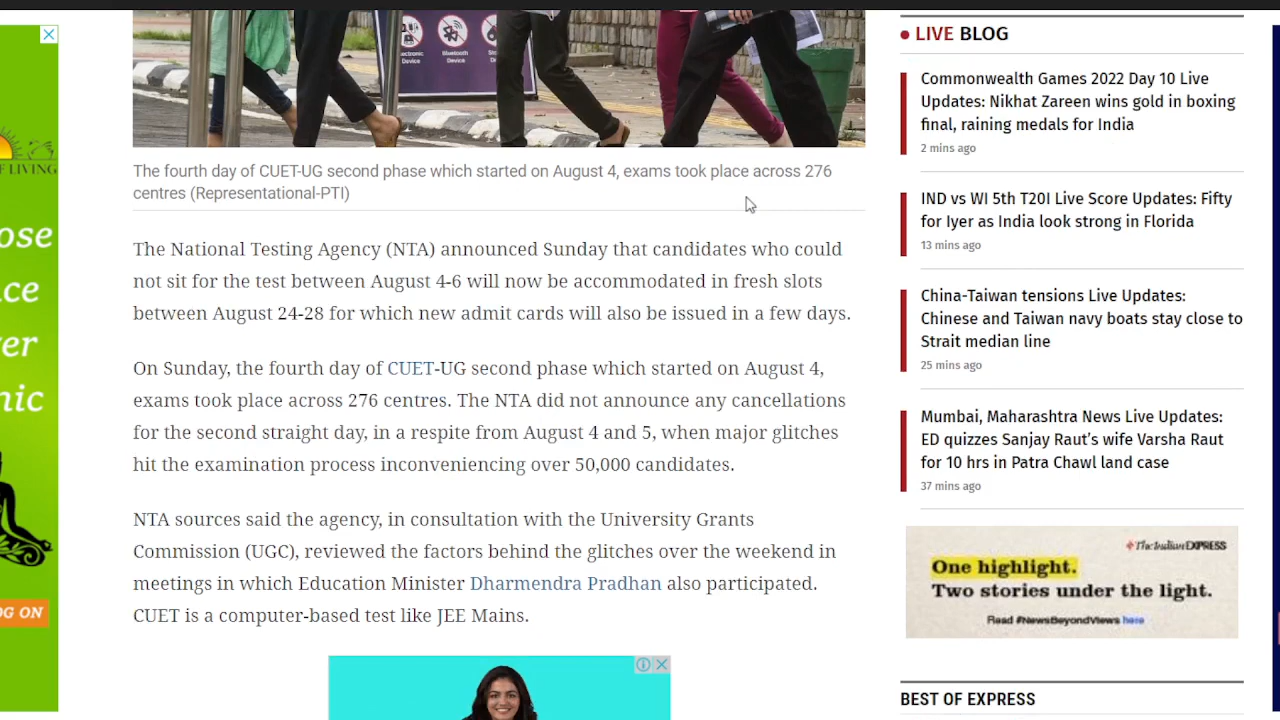 Bluetooth
Device
Device
The fourth day of CUET-UG second phase which started on August 4, exams took place across 276
centres (Representational-PTI)
The National Testing Agency (NTA) announced Sunday that candidates who could
not sit for the test between August 4-6 will now be accommodated in fresh slots
between August 24-28 for which new admit cards will also be issued in a few days.
On Sunday, the fourth day of CUET-UG second phase which started on August 4,
exams took place across 276 centres. The NTA did not announce any cancellations
for the second straight day, in a respite from August 4 and 5, when major glitches
hit the examination process inconveniencing over 50,000 candidates.
NTA sources said the agency, in consultation with the University Grants
Commission (UGC), reviewed the factors behind the glitches over the weekend in
meetings in which Education Minister Dharmendra Pradhan also participated.
CUET is a computer-based test like JEE Mains.
LIVE BLOG
Commonwealth Games 2022 Day 10 Live
Updates: Nikhat Zareen wins gold in boxing
final, raining medals for India
2 mins ago
IND vs WI 5th T20I Live Score Updates: Fifty
for Iyer as India look strong in Florida
13 mins ago
China-Taiwan tensions Live Updates:
Chinese and Taiwan navy boats stay close to
Strait median line
25 mins ago
Mumbai, Maharashtra News Live Updates:
ED quizzes Sanjay Raut's wife Varsha Raut
for 10 hrs in Patra Chawl land case
37 mins ago
The Indian EXPRESS
One highlight.
Two stories under the light.
Read #NewsBeyondViews here
BEST OF EXPRESS
F LIVING
ose
ce
er
nic
OG ON